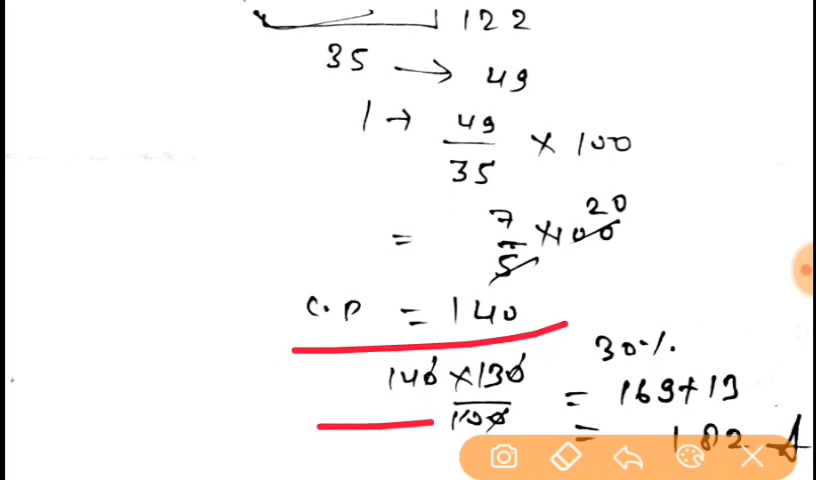 122
35 → 49
1 → 49/35 × 100
= 7/5 × 100 20
C.P = 140
30%
140 × 130/100 = 169+13
= 182 A